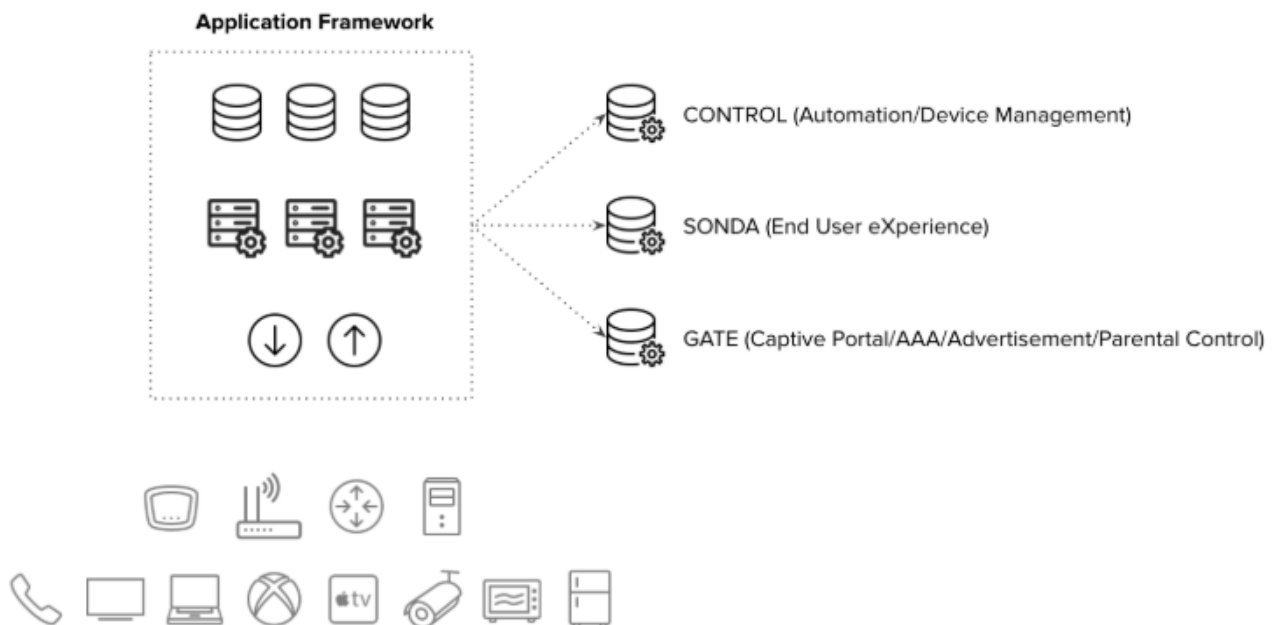 Application Framework
CONTROL (Automation/Device Management)
SONDA (End User eXperience)
GATE (Captive Portal/AAA/Advertisement/Parental Control)
tv